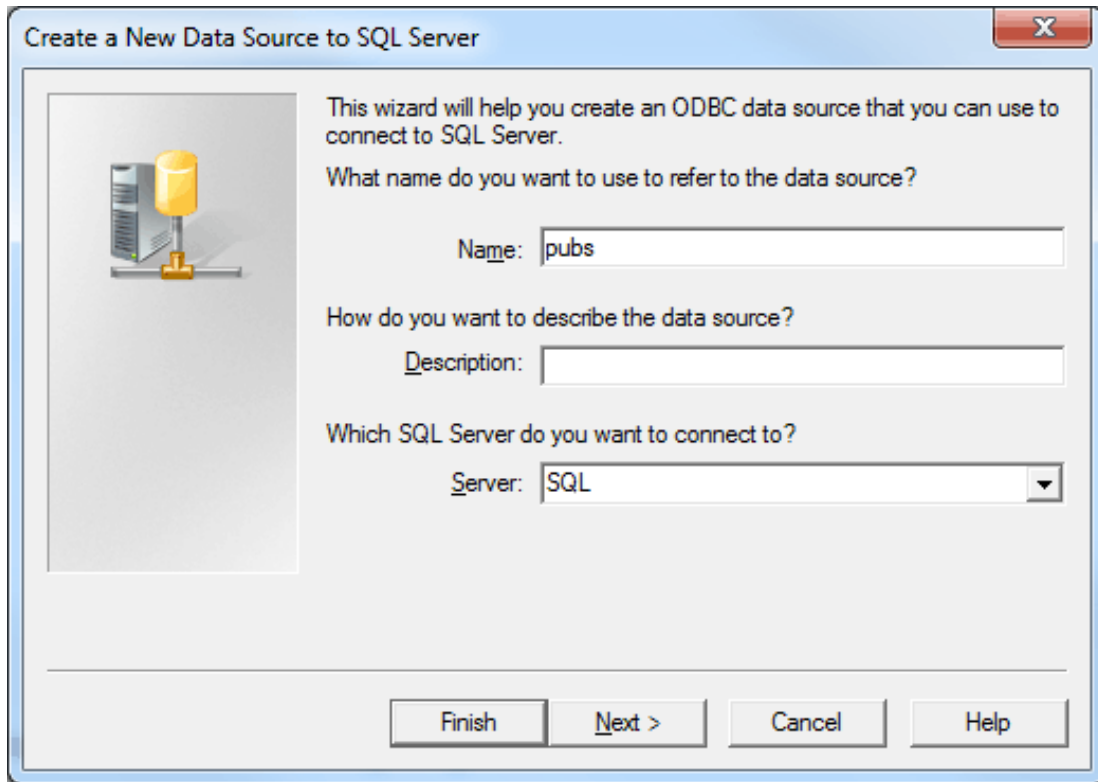 Create a New Data Source to SQL Server
This wizard will help you create an ODBC data source that you can use to
connect to SQL Server.
What name do you want to use to refer to the data source?
Name: pubs
How do you want to describe the data source?
Description:
Which SQL Server do you want to connect to?
Server: SQL
Finish Next > Cancel Help